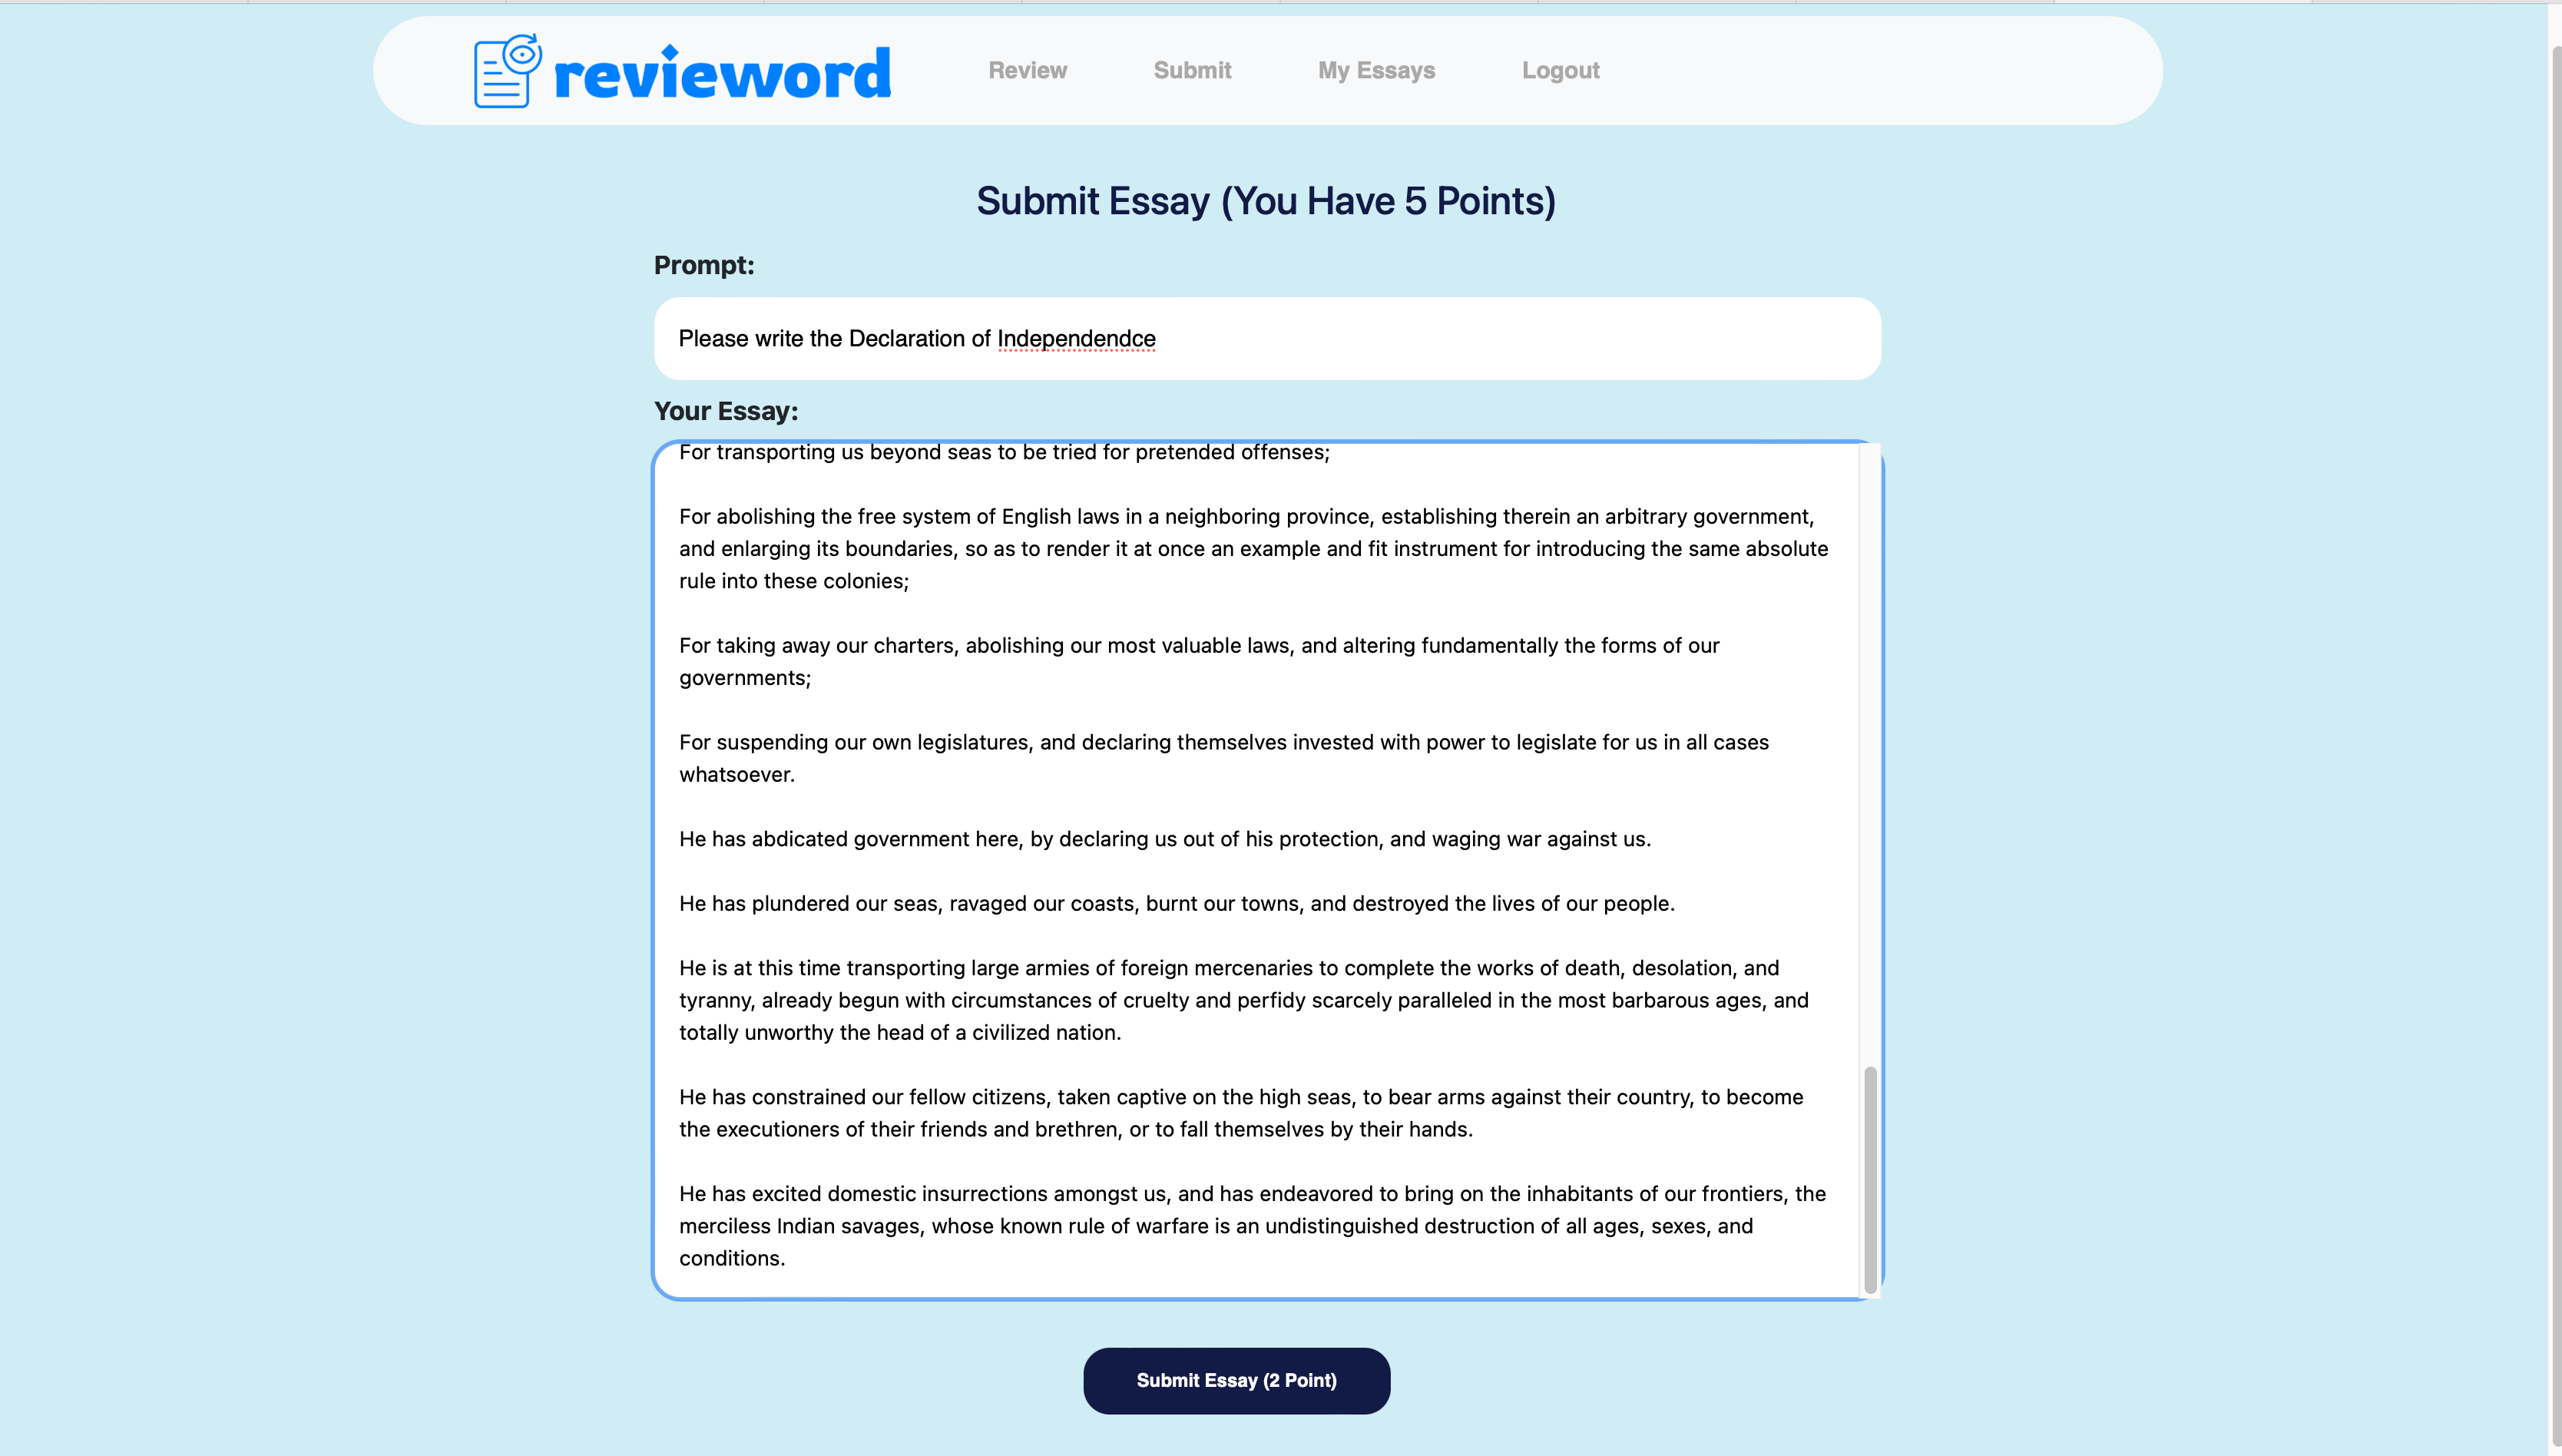 revieword
Review
Submit
My Essays
Logout
Submit Essay (You Have 5 Points)
Prompt:
Please write the Declaration of Independendce
Your Essay:
For transporting us beyond seas to be tried for pretended offenses;
For abolishing the free system of English laws in a neighboring province, establishing therein an arbitrary government,
and enlarging its boundaries, so as to render it at once an example and fit instrument for introducing the same absolute
rule into these colonies;
For taking away our charters, abolishing our most valuable laws, and altering fundamentally the forms of our
governments;
For suspending our own legislatures, and declaring themselves invested with power to legislate for us in all cases
whatsoever.
He has abdicated government here, by declaring us out of his protection, and waging war against us.
He has plundered our seas, ravaged our coasts, burnt our towns, and destroyed the lives of our people.
He is at this time transporting large armies of foreign mercenaries to complete the works of death, desolation, and
tyranny, already begun with circumstances of cruelty and perfidy scarcely paralleled in the most barbarous ages, and
totally unworthy the head of a civilized nation.
He has constrained our fellow citizens, taken captive on the high seas, to bear arms against their country, to become
the executioners of their friends and brethren, or to fall themselves by their hands.
He has excited domestic insurrections amongst us, and has endeavored to bring on the inhabitants of our frontiers, the
merciless Indian savages, whose known rule of warfare is an undistinguished destruction of all ages, sexes, and
conditions.
Submit Essay (2 Point)